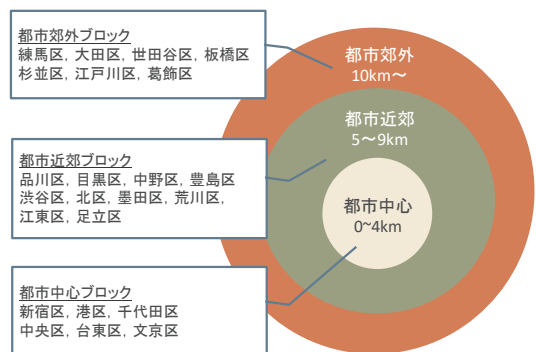 都市郊外ブロック
練馬区, 大田区, 世田谷区, 板橋区
杉並区, 江戸川区, 葛飾区
都市郊外
10km～
都市近郊
5～9km
都市近郊ブロック
品川区, 目黒区, 中野区, 豊島区
渋谷区, 北区, 墨田区, 荒川区,
江東区, 足立区
都市中心
0~4km
都市中心ブロック
新宿区, 港区, 千代田区
中央区, 台東区, 文京区